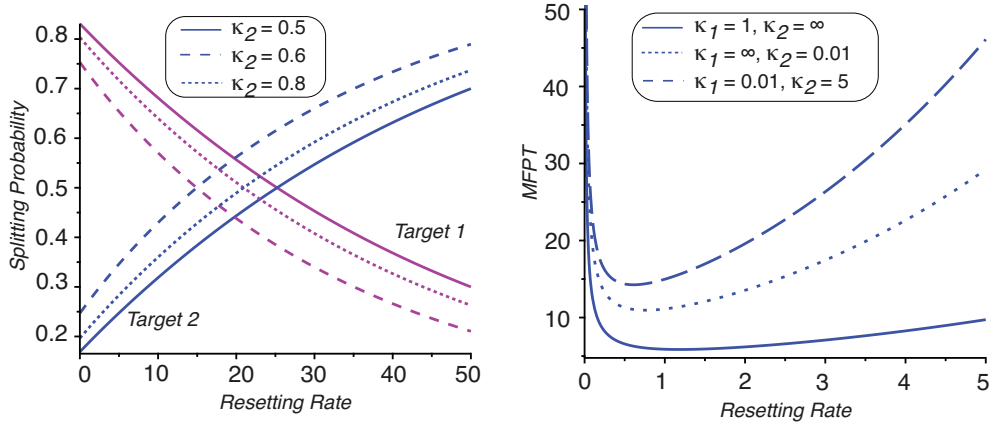 Splitting Probability
0.8
0.7
0.6
0.5
0.4
0.3
0.2
κ2 = 0.5
κ2 = 0.6
κ2 = 0.8
Target 1
Target 2
0 10 20 30 40 50
Resetting Rate
MFPT
50
40
30
20
10
κ1 = 1, κ2 = ∞
κ1 = ∞, κ2 = 0.01
κ1 = 0.01, κ2 = 5
0 1 2 3 4 5
Resetting Rate